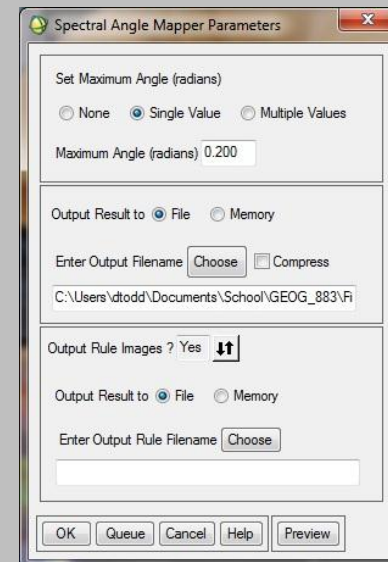 Spectral Angle Mapper Parameters
Set Maximum Angle (radians)
None Single Value Multiple Values
Maximum Angle (radians) 0.200
Output Result to File Memory
Enter Output Filename Choose Compress
C:\Users\dtodd\Documents\School\GEOG_883\Fi
Output Rule Images ? Yes
Output Result to File Memory
Enter Output Rule Filename Choose
OK Queue Cancel Help Preview